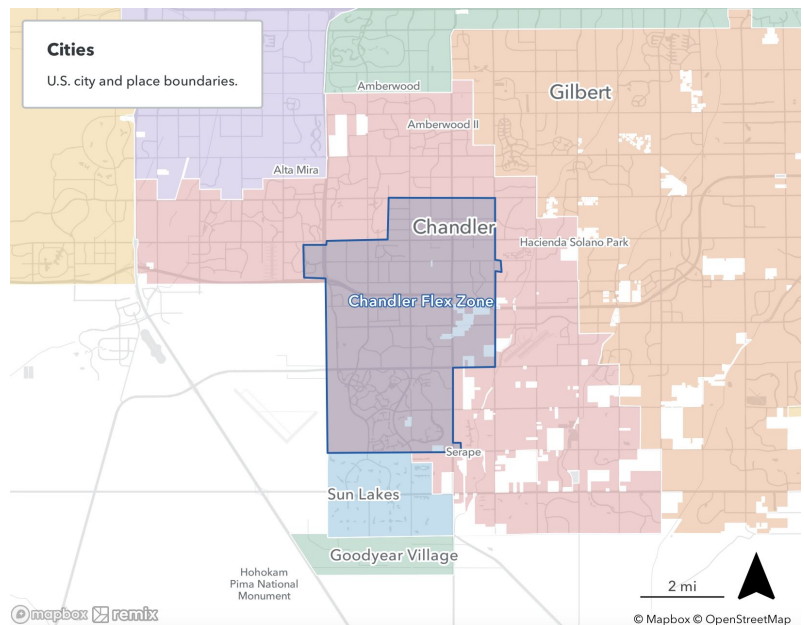 Cities
U.S. city and place boundaries.
Amberwood
Gilbert
Amberwood II
Alta Mira
Chandler
Hacienda Solano Park
Chandler Flex Zone
Serape
Sun Lakes
Goodyear Village
Hohokam
Pima National
Monument
2 mi
mapbox remix
© Mapbox © OpenStreetMap